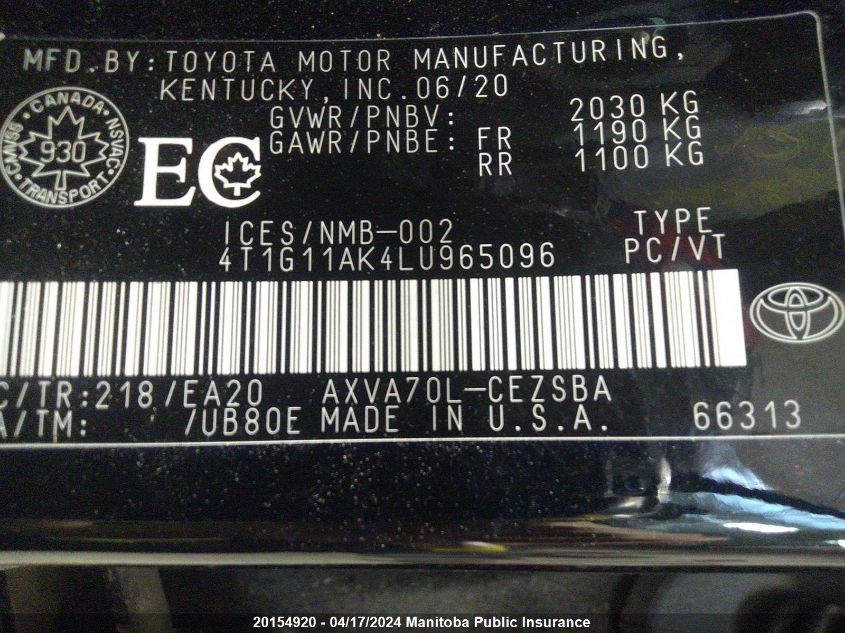 MFD.BY:TOYOTA MOTOR MANUFACTURING,
KENTUCKY,INC.06/20
GVWR/PNBV: 2030 KG
GAWR/PNBE: FR 1190 KG
RR 1100 KG
CANADA
CMVSS 930 NSVAC
TRANSPORT
EC
ICES/NMB-002 TYPE
4T1G11AK4LU965096 PC/VT
C/TR:218/EA20 AXVA70L-CEZSBA
A/TM: /UB80E MADE IN U.S.A. 66313
20154920 - 04/17/2024 Manitoba Public Insurance